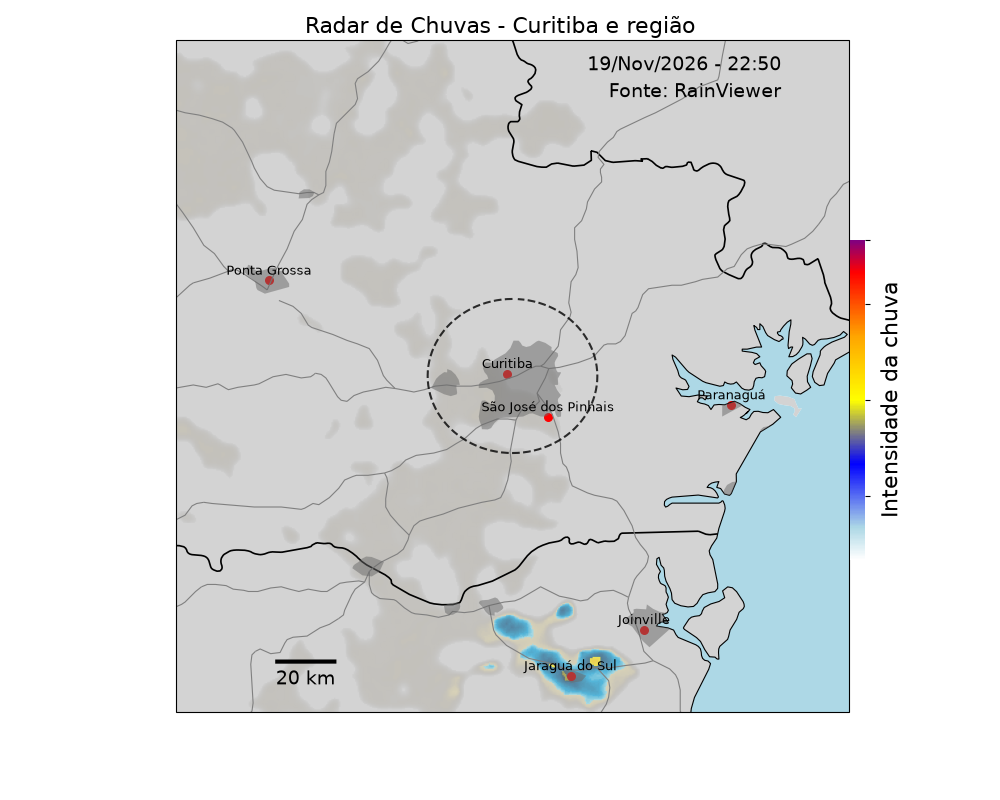 Radar de Chuvas - Curitiba e região
19/Nov/2026 - 22:50
Fonte: RainViewer
Ponta Grossa
Curitiba
São José dos Pinhais
Paranaguá
Intensidade da chuva
Joinville
Jaraguá do Sul
20 km